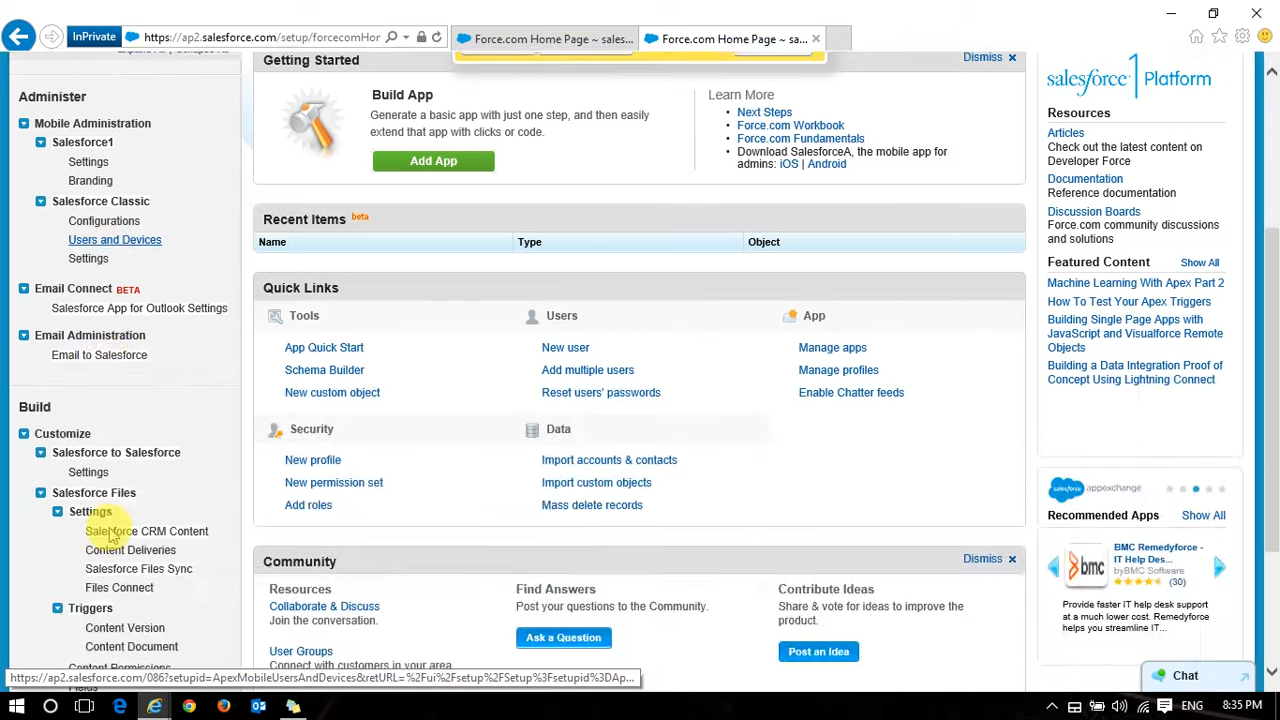 InPrivate
https://ap2.salesforce.com/setup/forcecomHor
Force.com Home Page ~ sales...
Force.com Home Page ~ sa...
Administer
Mobile Administration
Salesforce1
Settings
Branding
Salesforce Classic
Configurations
Users and Devices
Settings
Email Connect BETA
Salesforce App for Outlook Settings
Email Administration
Email to Salesforce
Build
Customize
Salesforce to Salesforce
Settings
Salesforce Files
Settings
Salesforce CRM Content
Content Deliveries
Salesforce Files Sync
Files Connect
Triggers
Content Version
Content Document
Content Permissions
Fields
Getting Started
Dismiss
Build App
Generate a basic app with just one step, and then easily
extend that app with clicks or code.
Add App
Learn More
Next Steps
Force.com Workbook
Force.com Fundamentals
Download SalesforceA, the mobile app for
admins: iOS | Android
Recent Items beta
Name Type Object
Quick Links
Tools
App Quick Start
Schema Builder
New custom object
Users
New user
Add multiple users
Reset users' passwords
App
Manage apps
Manage profiles
Enable Chatter feeds
Security
New profile
New permission set
Add roles
Data
Import accounts & contacts
Import custom objects
Mass delete records
Community
Dismiss
Resources
Collaborate & Discuss
Join the conversation.
User Groups
Connect with customers in your area
Find Answers
Post your questions to the Community.
Ask a Question
Contribute Ideas
Share & vote for ideas to improve the
product.
Post an Idea
salesforce1 Platform
Resources
Articles
Check out the latest content on
Developer Force
Documentation
Reference documentation
Discussion Boards
Force.com community discussions
and solutions
Featured Content Show All
Machine Learning With Apex Part 2
How To Test Your Apex Triggers
Building Single Page Apps with
JavaScript and Visualforce Remote
Objects
Building a Data Integration Proof of
Concept Using Lightning Connect
salesforce appexchange
Recommended Apps Show All
bmc
BMC Remedyforce -
IT Help Des...
byBMC Software
(30)
Provide faster IT help desk support
at a much lower cost. Remedyforce
helps you streamline IT...
Chat
https://ap2.salesforce.com/086?setupid=ApexMobileUsersAndDevices&retURL=%2Fui%2Fsetup%2FSetup%3Fsetupid%3DAp...
ENG 8:35 PM